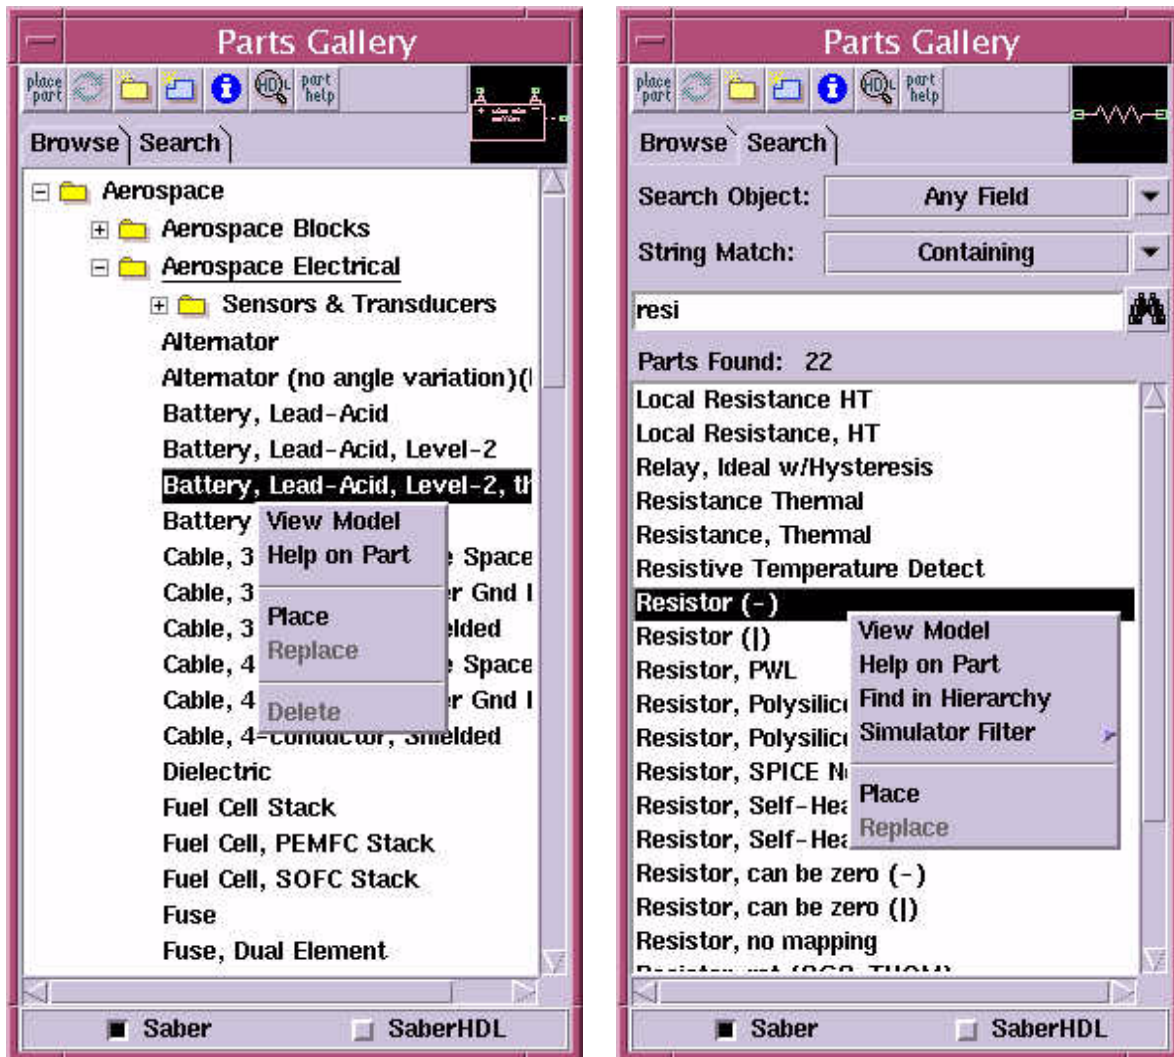 Parts Gallery
place part
HDL
part help
Browse
Search
Aerospace
Aerospace Blocks
Aerospace Electrical
Sensors & Transducers
Alternator
Alternator (no angle variation)(
Battery, Lead-Acid
Battery, Lead-Acid, Level-2
Battery, Lead-Acid, Level-2, th
Battery
Cable, 3 Space
Cable, 3 r Gnd
Cable, 3 elded
Cable, 4 Space
Cable, 4 r Gnd
Cable, 4-conductor, Shielded
Dielectric
Fuel Cell Stack
Fuel Cell, PEMFC Stack
Fuel Cell, SOFC Stack
Fuse
Fuse, Dual Element
View Model
Help on Part
Place
Replace
Delete
Saber
SaberHDL
Parts Gallery
place part
HDL
part help
Browse
Search
Search Object: Any Field
String Match: Containing
resi
Parts Found: 22
Local Resistance HT
Local Resistance, HT
Relay, Ideal w/Hysteresis
Resistance Thermal
Resistance, Thermal
Resistive Temperature Detect
Resistor (-)
Resistor (|)
Resistor, PWL
Resistor, Polysilic
Resistor, Polysilic
Resistor, SPICE N
Resistor, Self-Hea
Resistor, Self-Hea
Resistor, can be zero (-)
Resistor, can be zero (|)
Resistor, no mapping
View Model
Help on Part
Find in Hierarchy
Simulator Filter
Place
Replace
Saber
SaberHDL